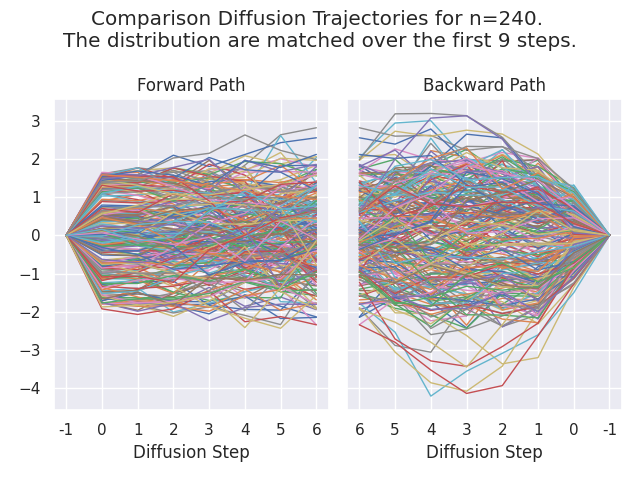 Comparison Diffusion Trajectories for n=240.
The distribution are matched over the first 9 steps.
Forward Path
Backward Path
3
2
1
0
−1
−2
−3
−4
-1 0 1 2 3 4 5 6
6 5 4 3 2 1 0 -1
Diffusion Step
Diffusion Step